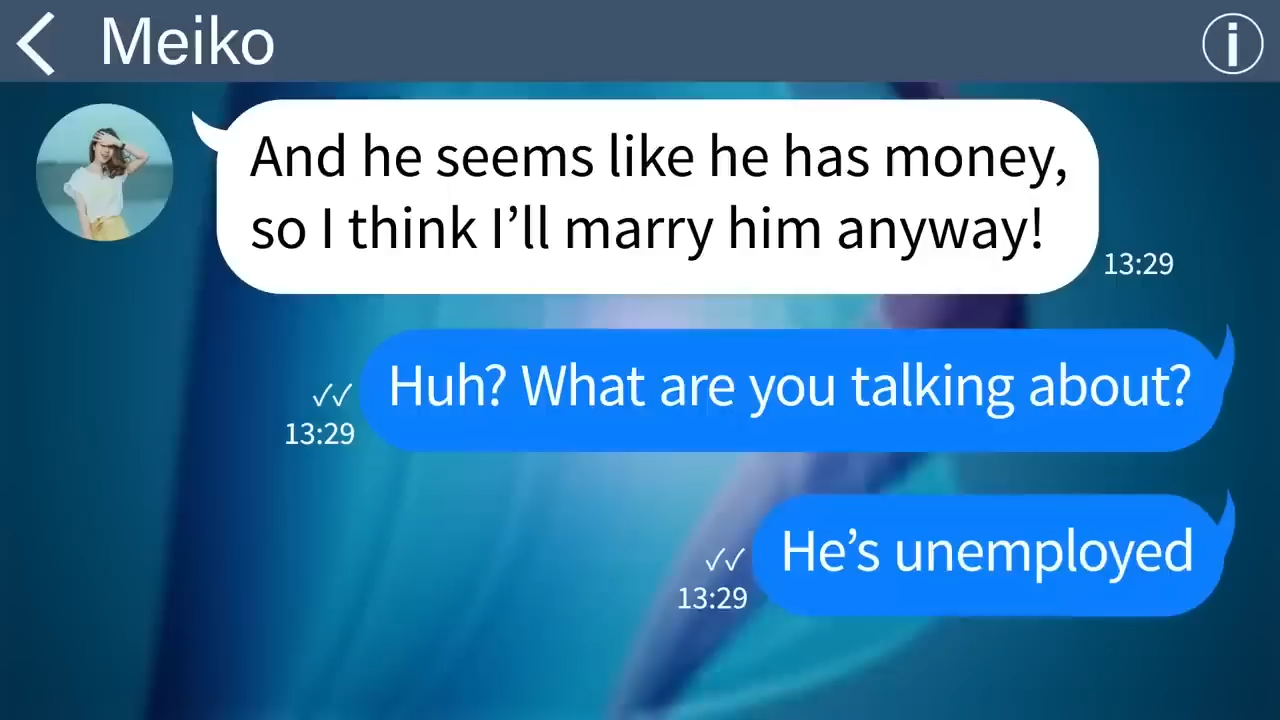 Meiko
And he seems like he has money,
so I think I’ll marry him anyway!
13:29
Huh? What are you talking about?
13:29
He’s unemployed
13:29